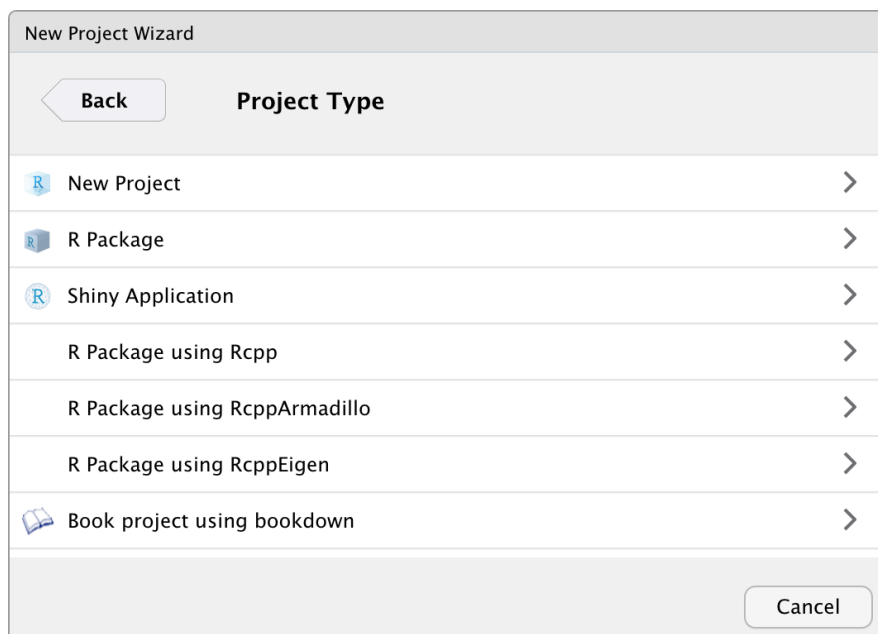 New Project Wizard
Back
Project Type
R New Project
R R Package
R Shiny Application
R Package using Rcpp
R Package using RcppArmadillo
R Package using RcppEigen
Book project using bookdown
Cancel